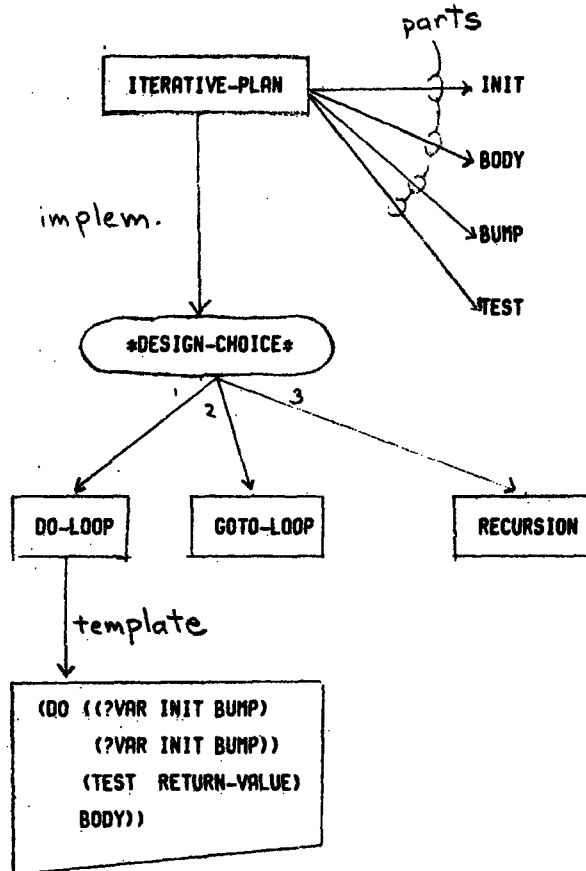 parts
ITERATIVE-PLAN
INIT
BODY
BUMP
TEST
implem.
*DESIGN-CHOICE*
1
2
3
DO-LOOP
GOTO-LOOP
RECURSION
template
(DO ((?VAR INIT BUMP)
(?VAR INIT BUMP))
(TEST RETURN-VALUE)
BODY))